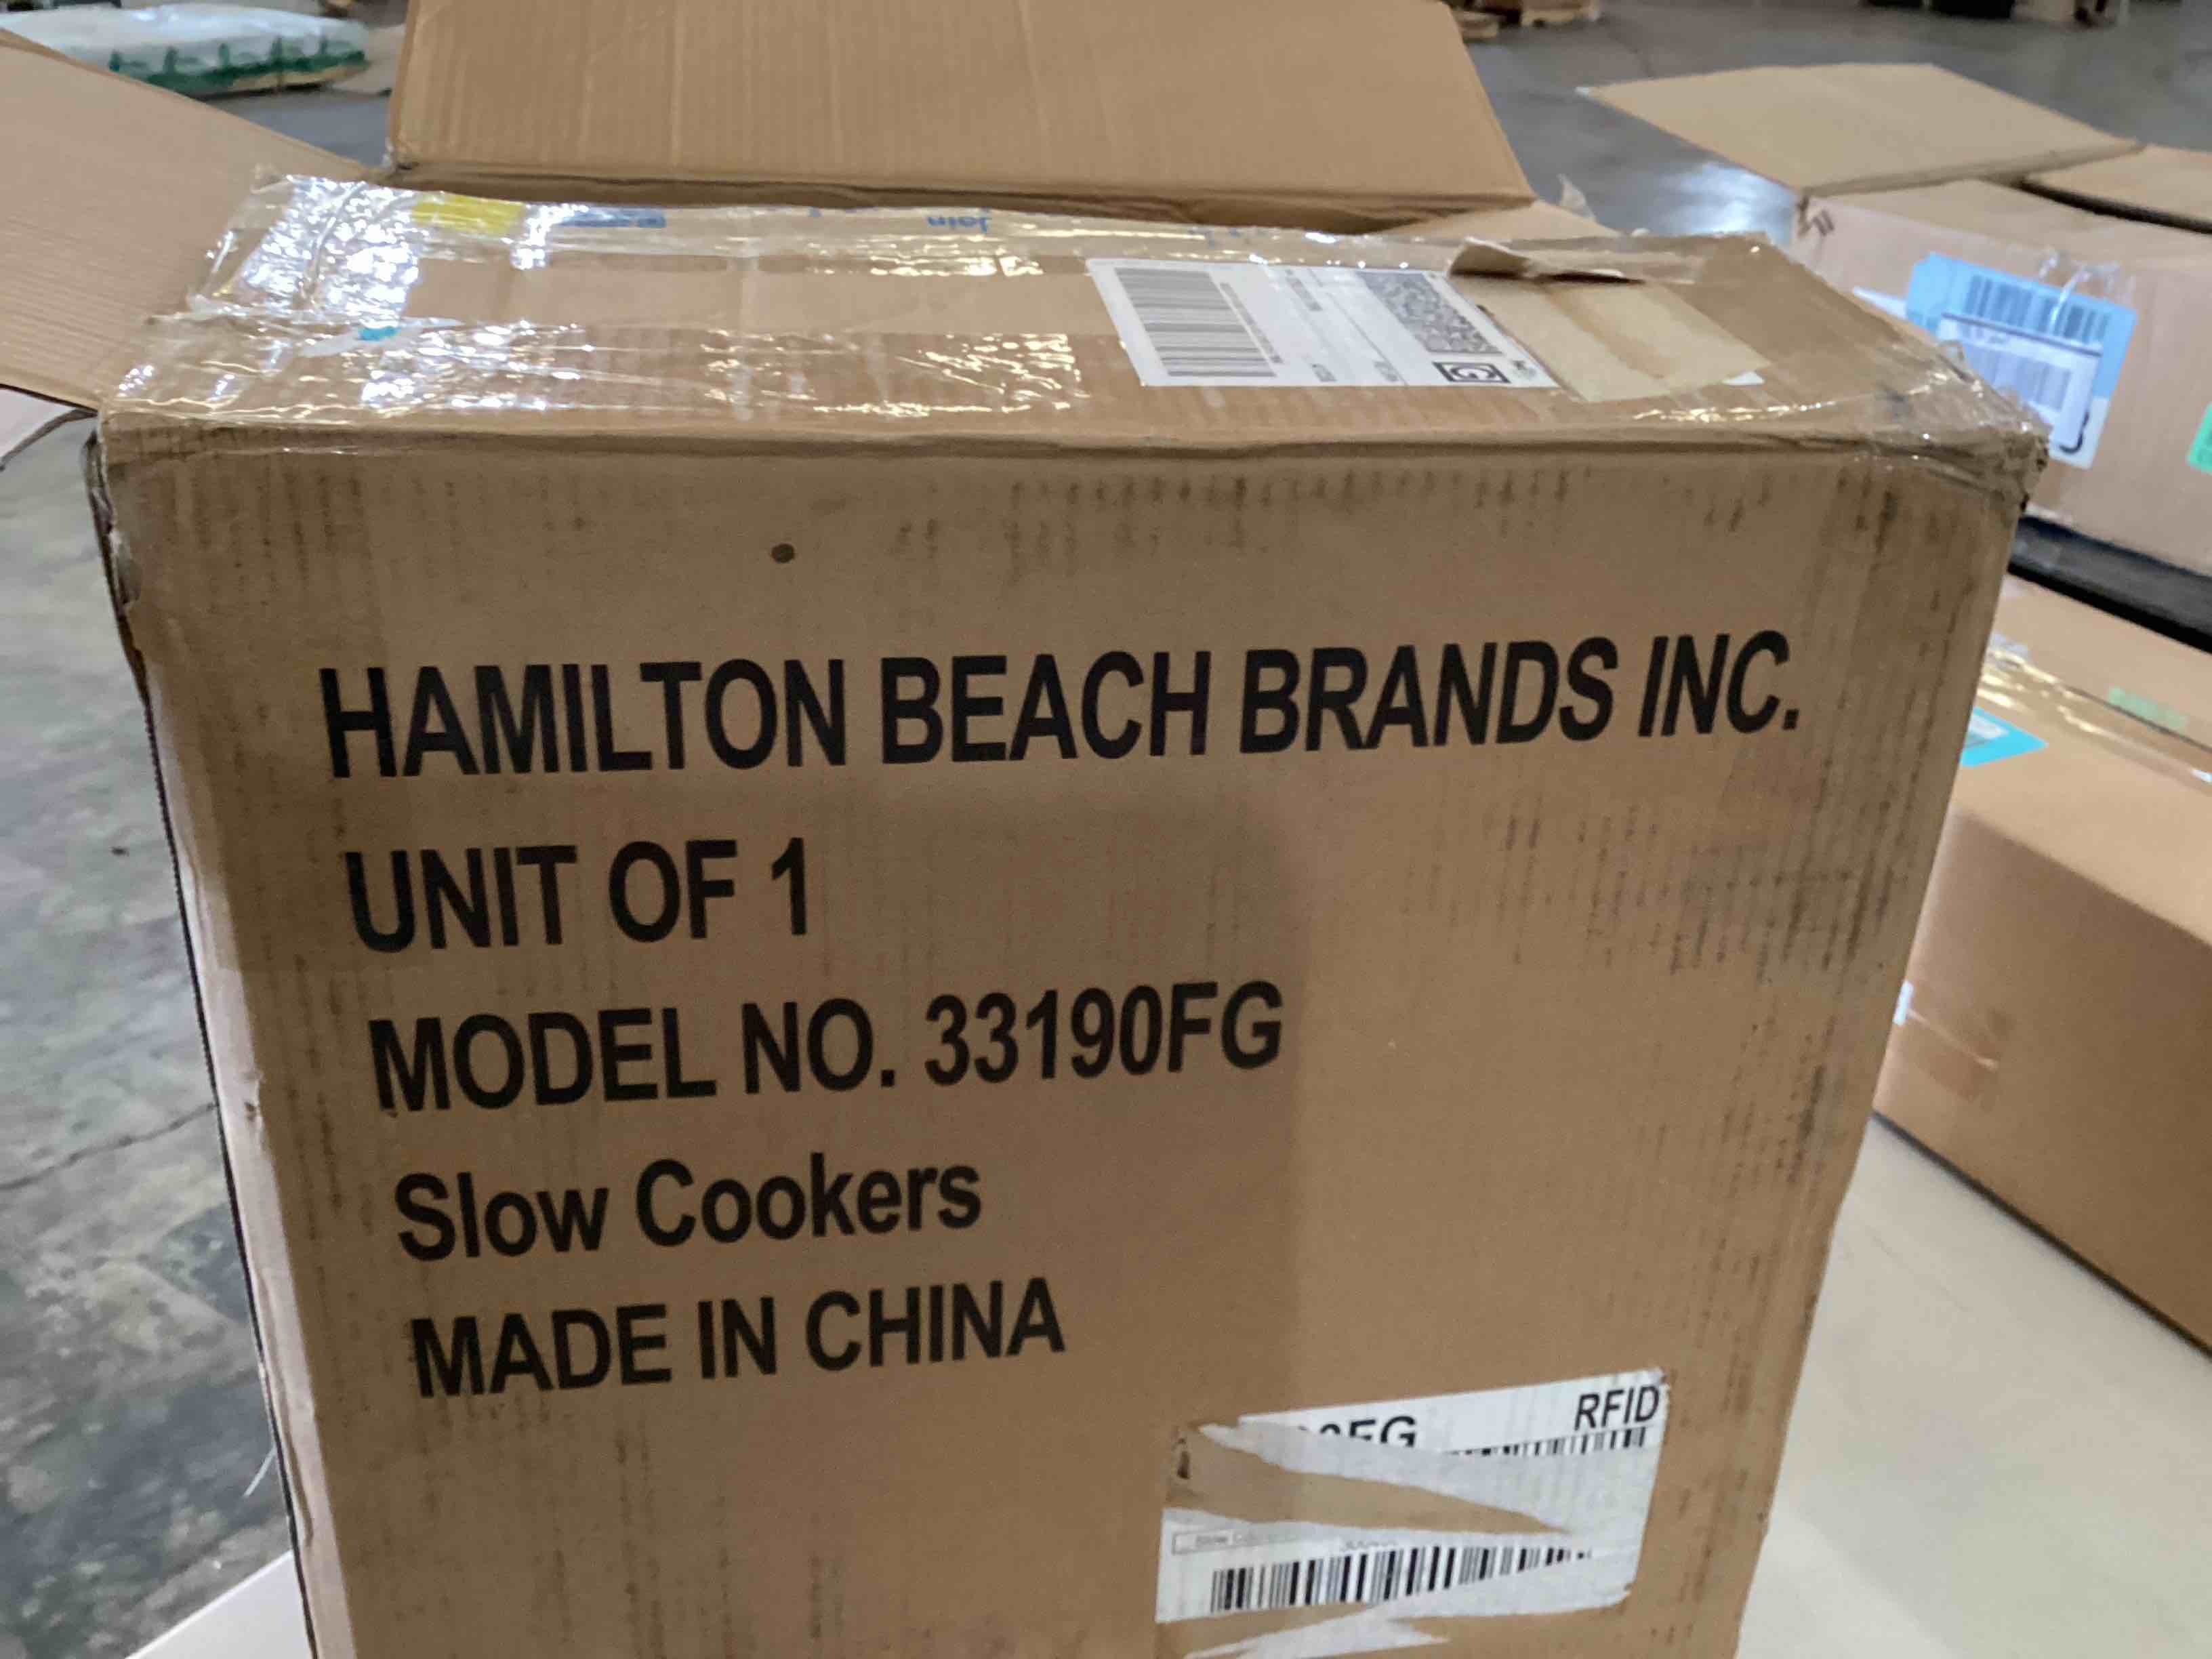 HAMILTON BEACH BRANDS INC.
UNIT OF 1
MODEL NO. 33190FG
Slow Cookers
MADE IN CHINA
RFID